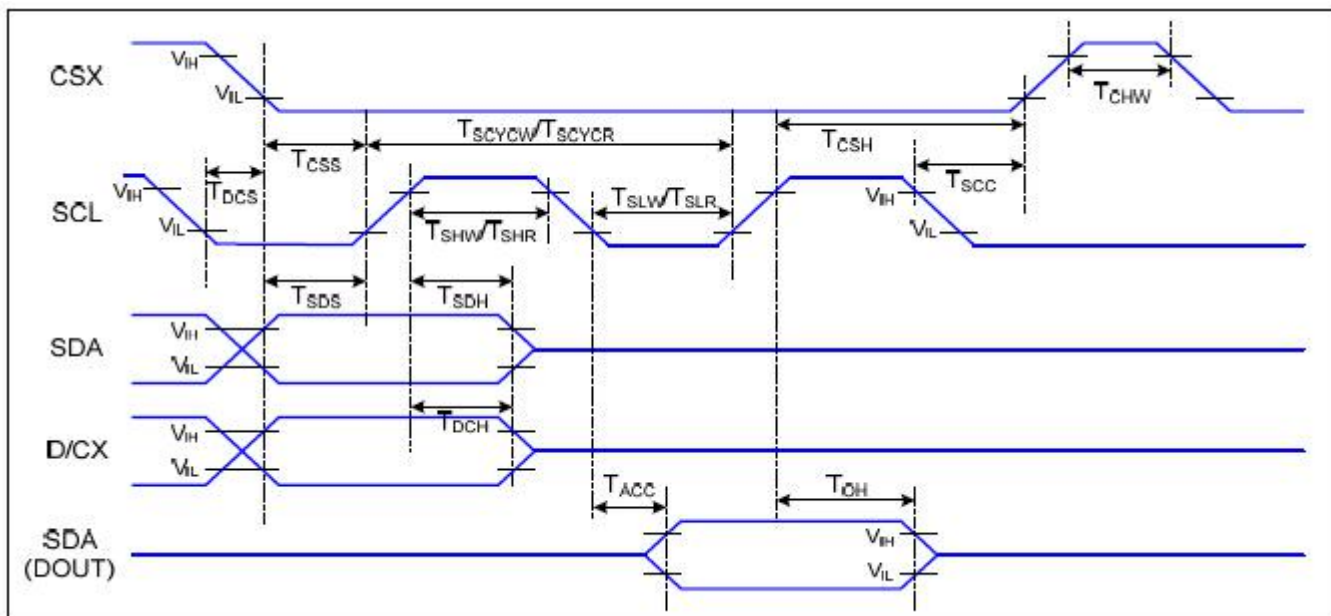 CSX
VIH
VIL
TCHW
TSCYCW/TSCYCR
TCSS
TCSH
TDCS
TSCC
SCL
VIH
VIL
TSLW/TSLR
TSHW/TSHR
VIH
VIL
TSDS
TSDH
SDA
VIH
VIL
D/CX
VIH
VIL
TDCH
TACC
TOH
SDA
(DOUT)
VIH
VIL